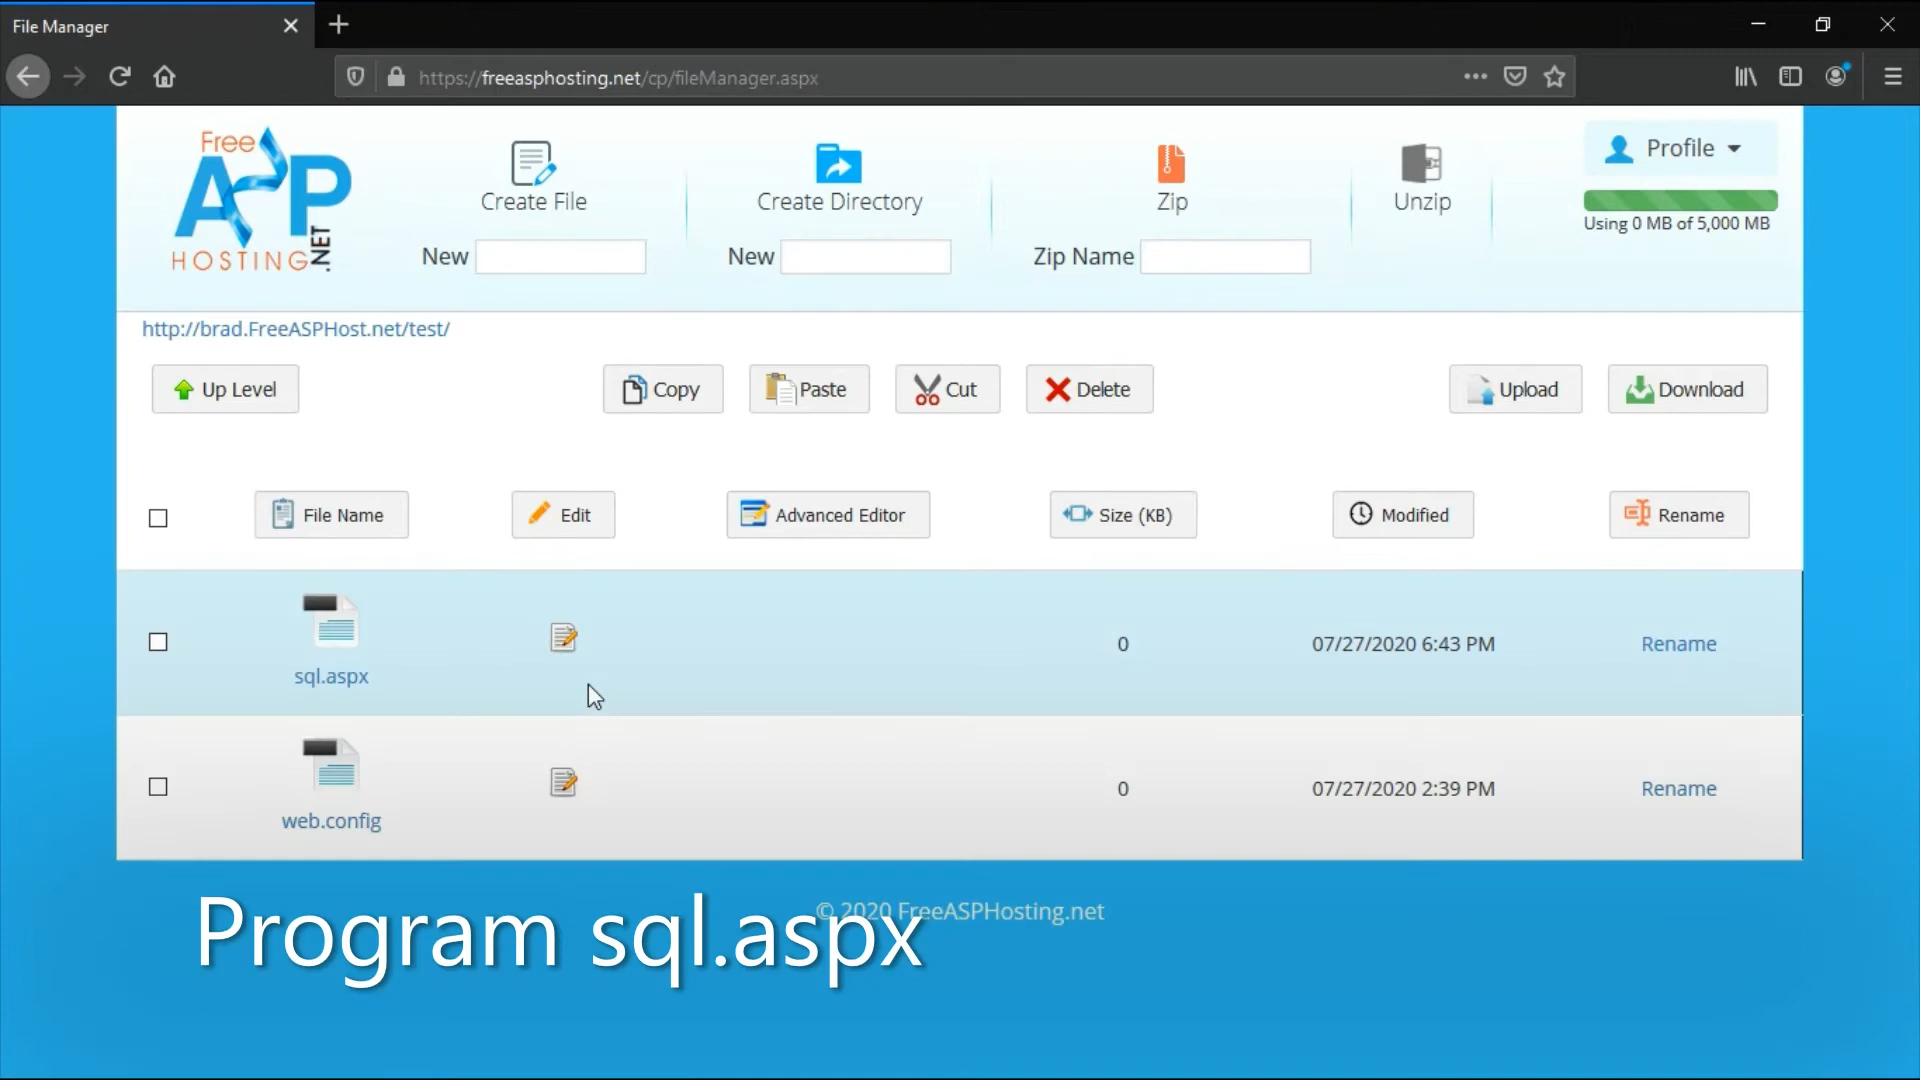 File Manager
https://freeasphosting.net/cp/fileManager.aspx
Free
ASP
HOSTING
.NET
Create File
Create Directory
Zip
Unzip
Profile
Using 0 MB of 5,000 MB
New
New
Zip Name
http://brad.FreeASPHost.net/test/
Up Level
Copy
Paste
Cut
Delete
Upload
Download
File Name
Edit
Advanced Editor
Size (KB)
Modified
Rename
sql.aspx
0
07/27/2020 6:43 PM
Rename
web.config
0
07/27/2020 2:39 PM
Rename
© 2020 FreeASPHosting.net
Program sql.aspx